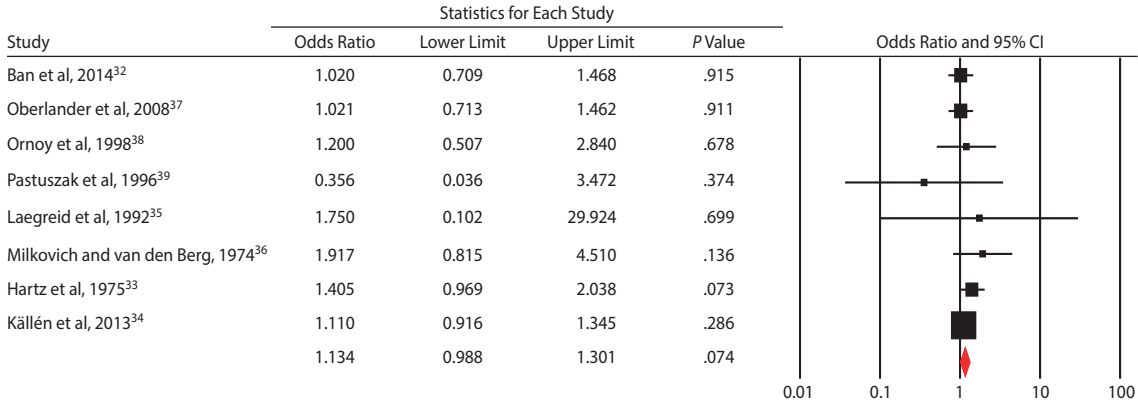 Statistics for Each Study
Study Odds Ratio Lower Limit Upper Limit P Value Odds Ratio and 95% CI
Ban et al, 2014³² 1.020 0.709 1.468 .915
Oberlander et al, 2008³⁷ 1.021 0.713 1.462 .911
Ornoy et al, 1998³⁸ 1.200 0.507 2.840 .678
Pastuszak et al, 1996³⁹ 0.356 0.036 3.472 .374
Laegreid et al, 1992³⁵ 1.750 0.102 29.924 .699
Milkovich and van den Berg, 1974³⁶ 1.917 0.815 4.510 .136
Hartz et al, 1975³³ 1.405 0.969 2.038 .073
Källén et al, 2013³⁴ 1.110 0.916 1.345 .286
1.134 0.988 1.301 .074
0.01 0.1 1 10 100